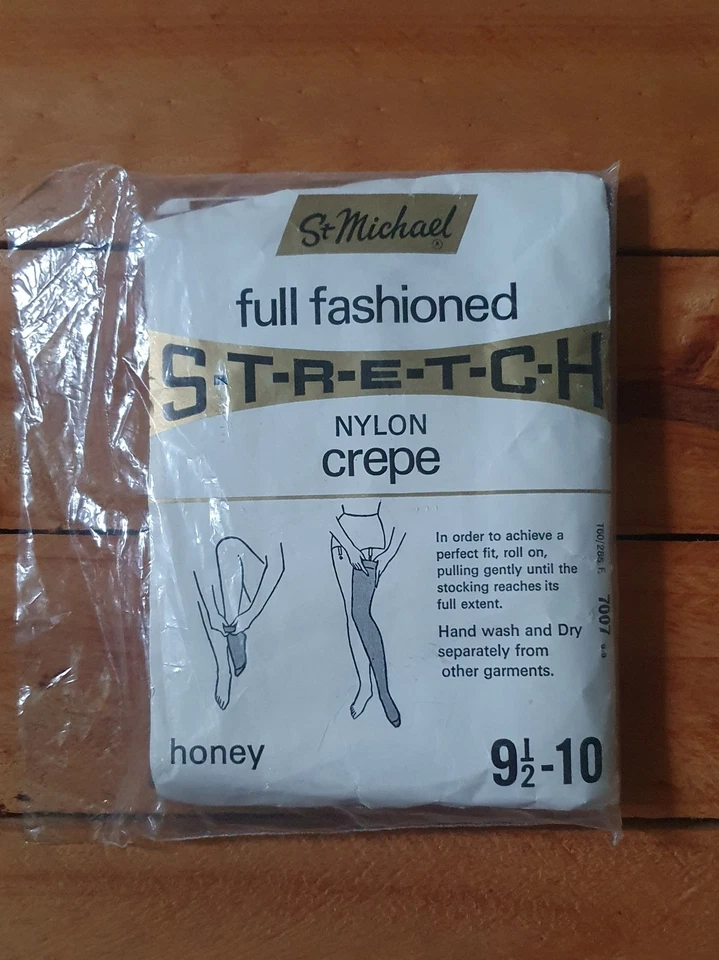 St Michael
®
full fashioned
S-T-R-E-T-C-H
NYLON
crepe
In order to achieve a
perfect fit, roll on,
pulling gently until the
stocking reaches its
full extent.
Hand wash and Dry
separately from
other garments.
7007
honey
9½-10